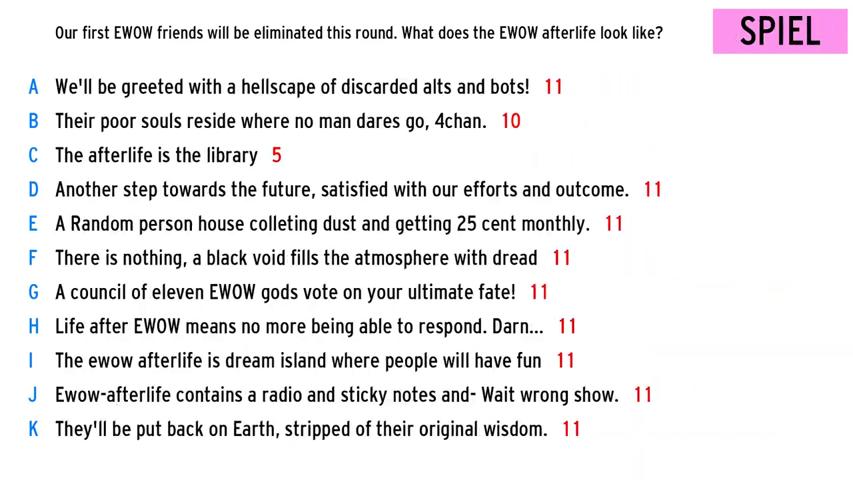 Our first EWOW friends will be eliminated this round. What does the EWOW afterlife look like?
SPIEL
A We'll be greeted with a hellscape of discarded alts and bots! 11
B Their poor souls reside where no man dares go, 4chan. 10
C The afterlife is the library 5
D Another step towards the future, satisfied with our efforts and outcome. 11
E A Random person house colleting dust and getting 25 cent monthly. 11
F There is nothing, a black void fills the atmosphere with dread 11
G A council of eleven EWOW gods vote on your ultimate fate! 11
H Life after EWOW means no more being able to respond. Darn... 11
I The ewow afterlife is dream island where people will have fun 11
J Ewow-afterlife contains a radio and sticky notes and- Wait wrong show. 11
K They'll be put back on Earth, stripped of their original wisdom. 11